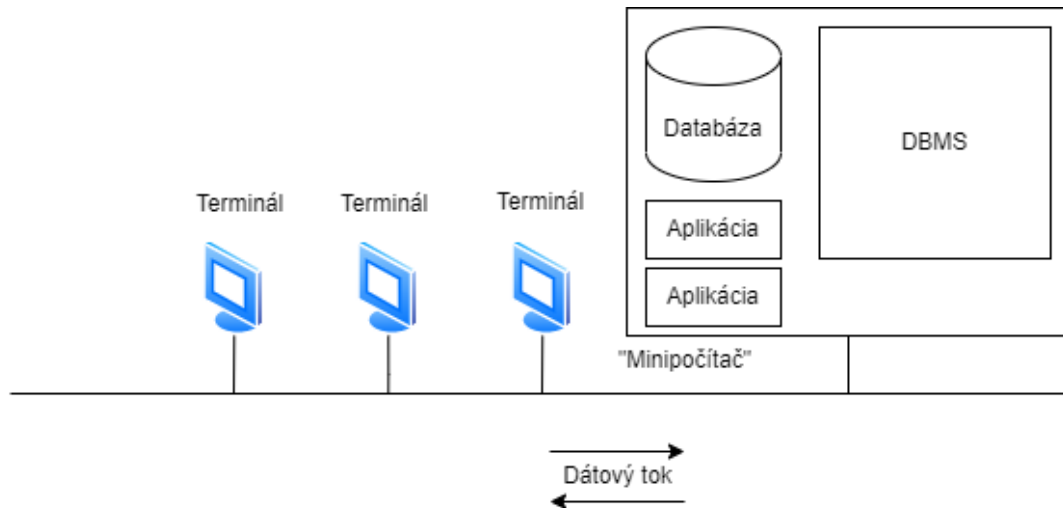 Databáza
DBMS
Terminál
Terminál
Terminál
Aplikácia
Aplikácia
"Minipočítač"
Dátový tok